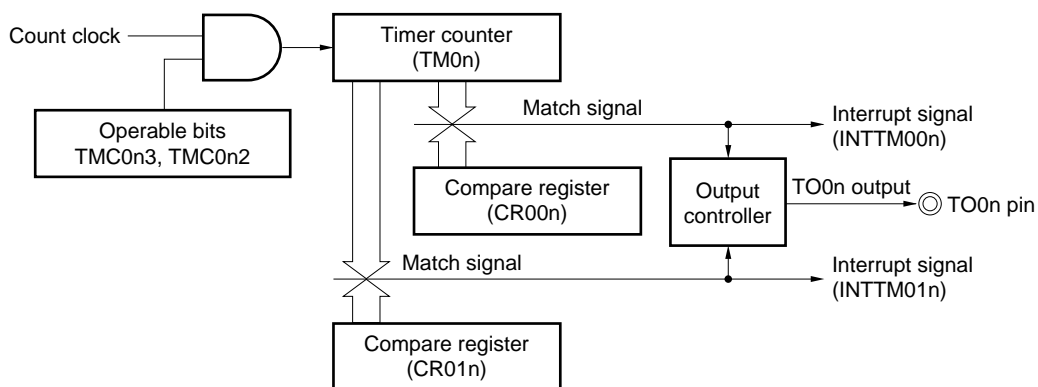 Count clock
Timer counter
(TM0n)
Operable bits
TMC0n3, TMC0n2
Match signal
Interrupt signal
(INTTM00n)
Compare register
(CR00n)
Output
controller
TO0n output
TO0n pin
Match signal
Interrupt signal
(INTTM01n)
Compare register
(CR01n)